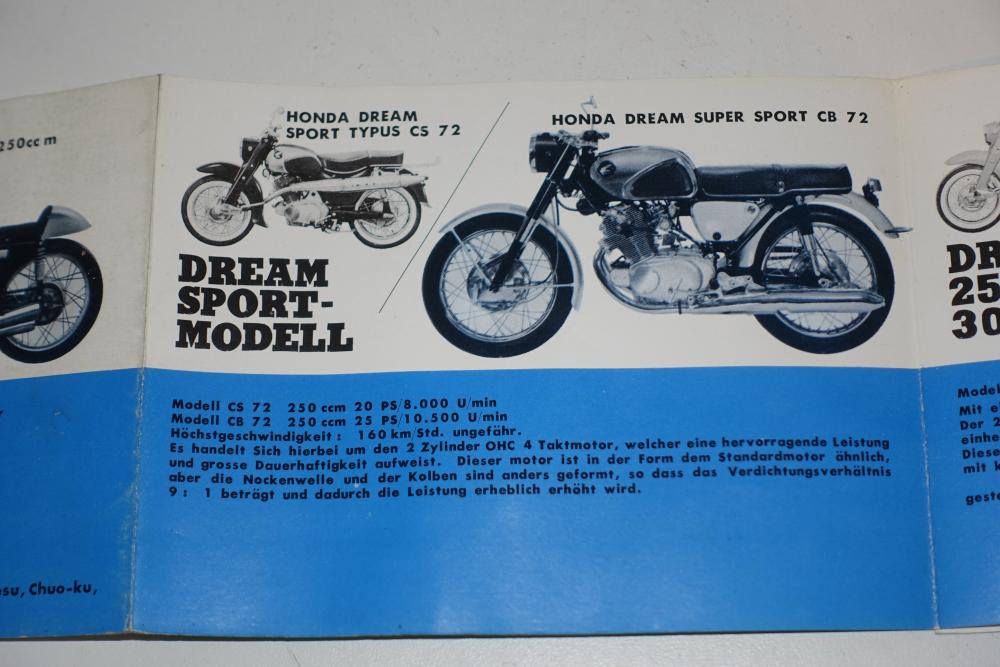 250cc m
HONDA DREAM
SPORT TYPUS CS 72
HONDA DREAM SUPER SPORT CB 72
DREAM
SPORT-
MODELL
Modell CS 72 250 ccm 20 PS/8.000 U/min
Modell CB 72 250 ccm 25 PS/10.500 U/min
Höchstgeschwindigkeit : 160 km/Std. ungefähr.
Es handelt Sich hierbei um den 2 Zylinder OHC 4 Taktmotor, welcher eine hervorragende Leistung
und grosse Dauerhaftigkeit aufweist. Dieser motor ist in der Form dem Standardmotor ähnlich,
aber die Nockenwelle und der Kolben sind anders geformt, so dass das Verdichtungsverhältnis
9 : 1 beträgt und dadurch die Leistung erheblich erhöht wird.
esu, Chuo-ku,
DR
25
30
Model
Mit ei
Der 2
einhe
Diese
mit k
geste